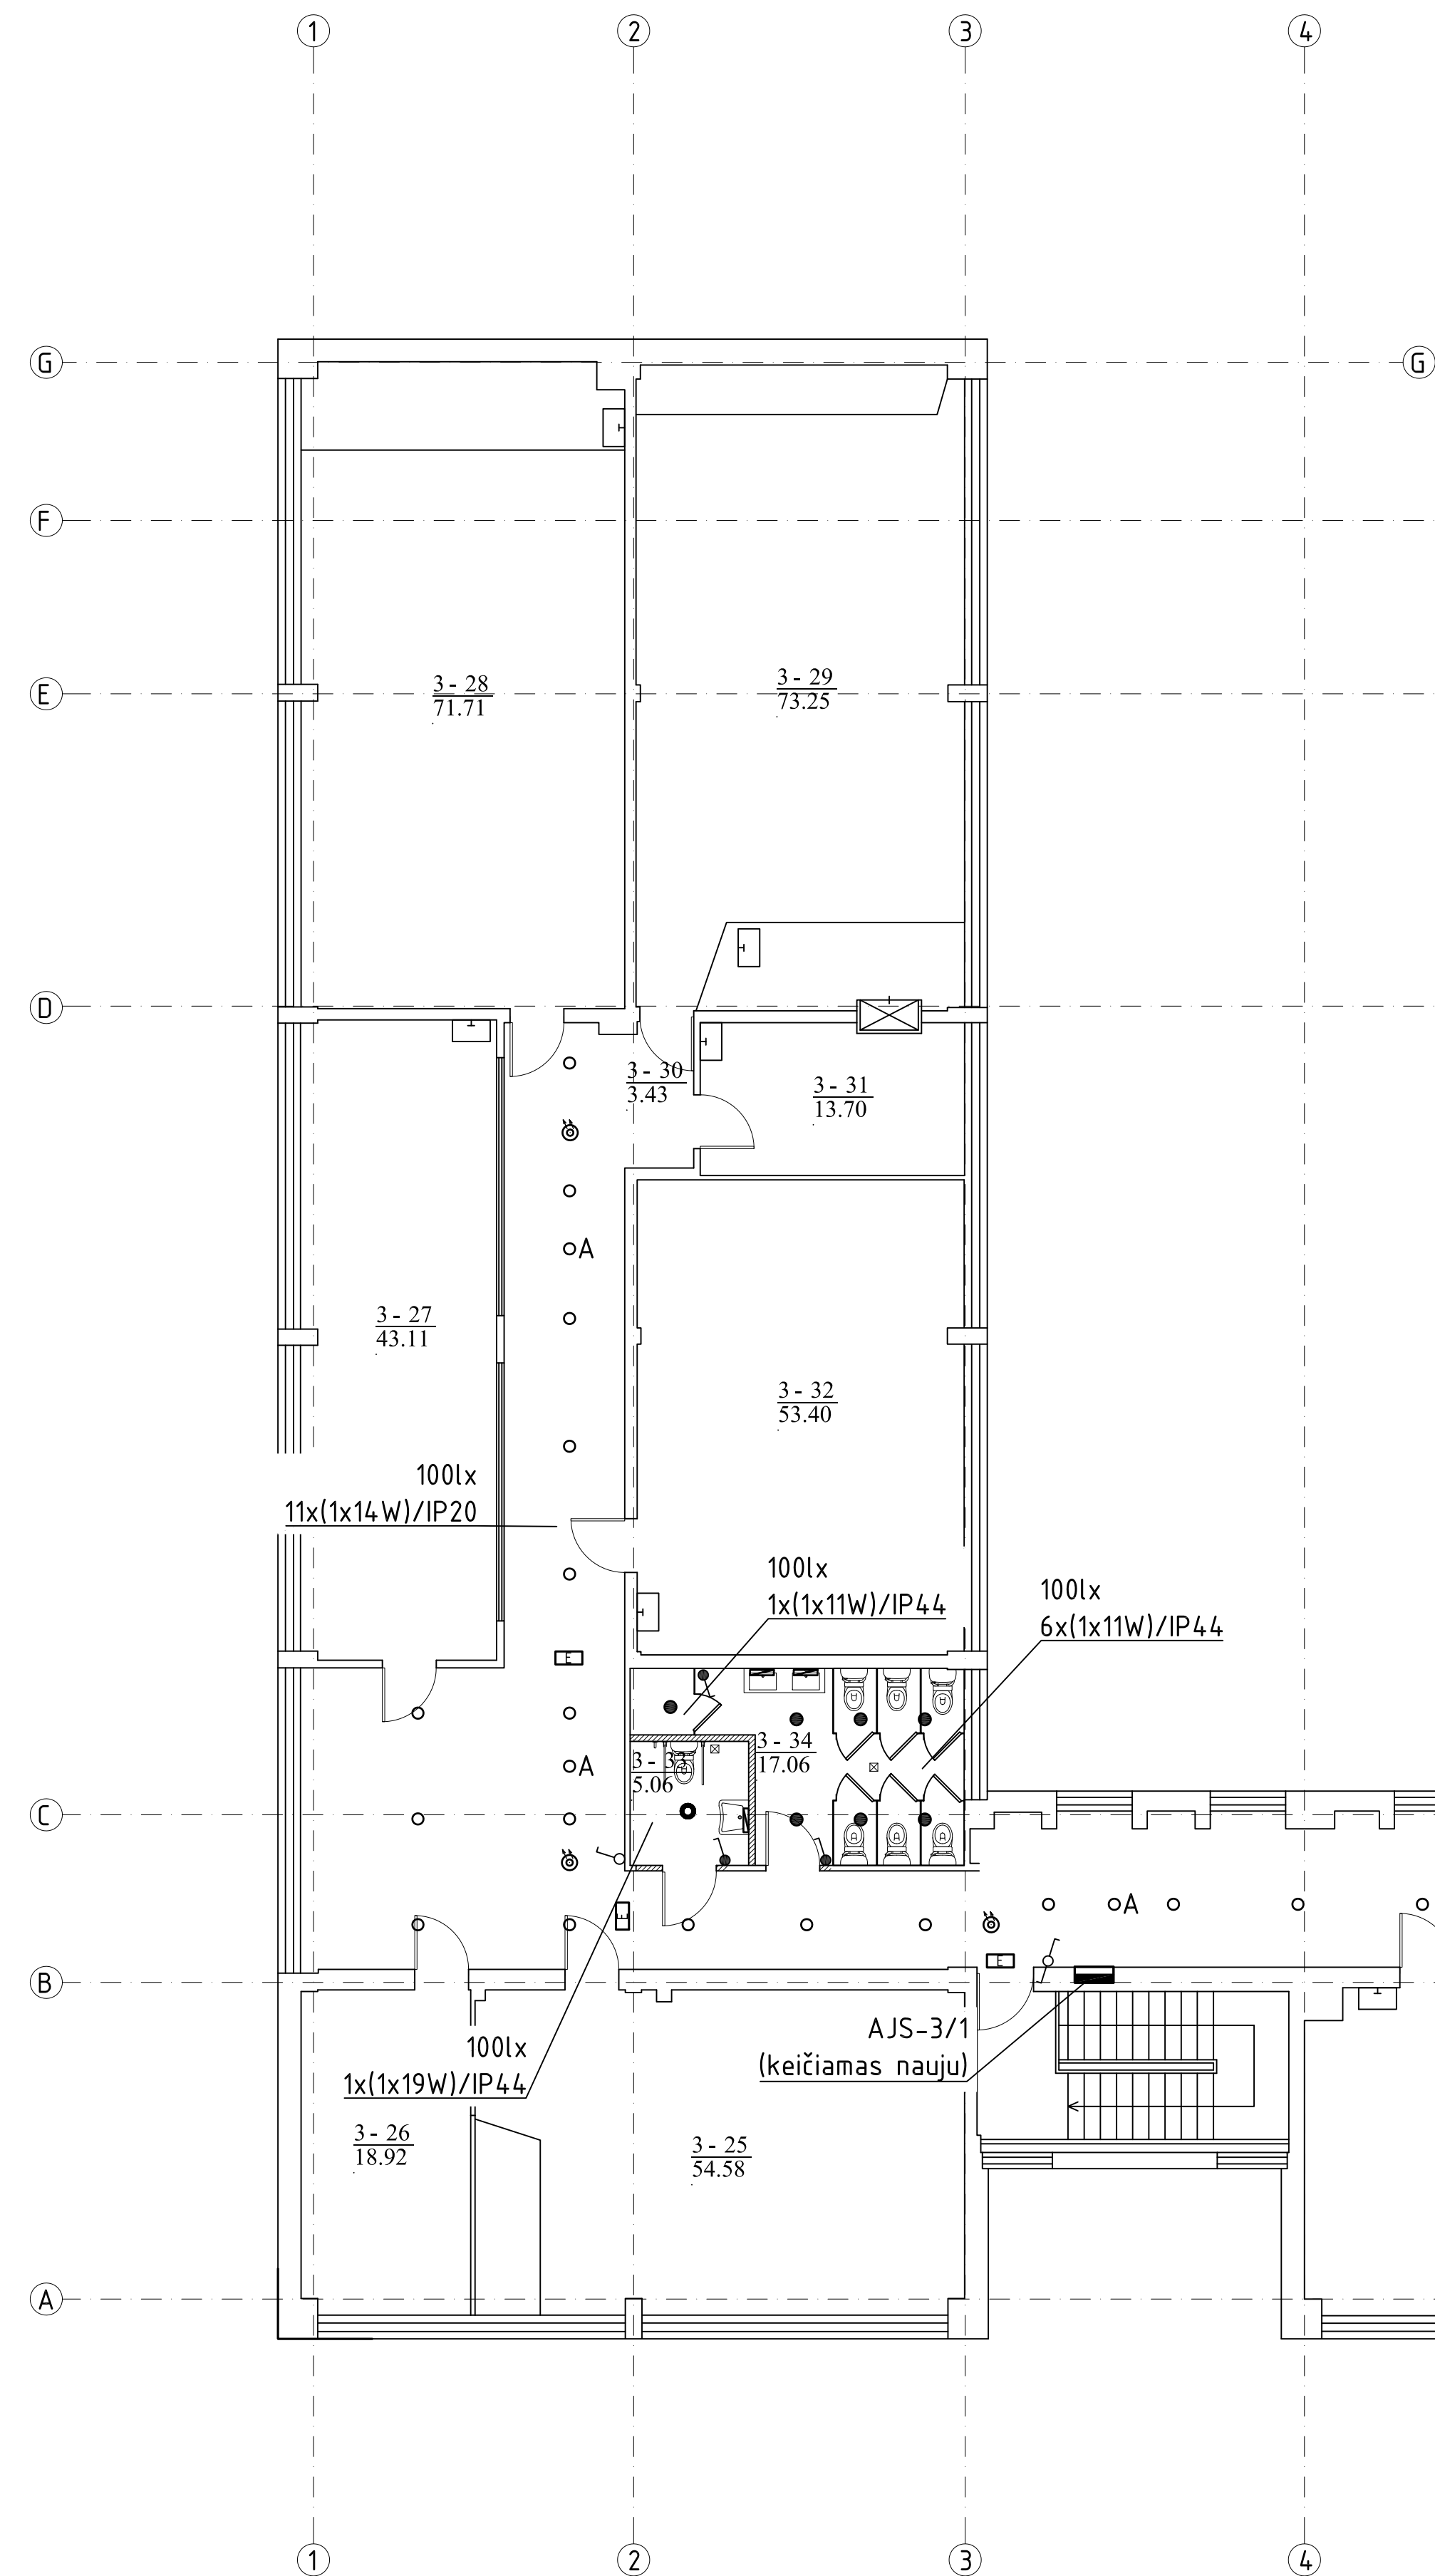 1 2 3 4
G G
F
3 - 29
73.25
E
3 - 28
71.71
D
3 - 30
3.43
3 - 31
13.70
A
3 - 27
43.11
3 - 32
53.40
100lx
11x(1x14W)/IP20
100lx
1x(1x11W)/IP44
100lx
6x(1x11W)/IP44
E
3 - 34
17.06
3 - 33
5.06
A
C
A
E
E
B
AJS-3/1
(keičiamas nauju)
100lx
1x(1x19W)/IP44
3 - 26
18.92
3 - 25
54.58
A
1 2 3 4